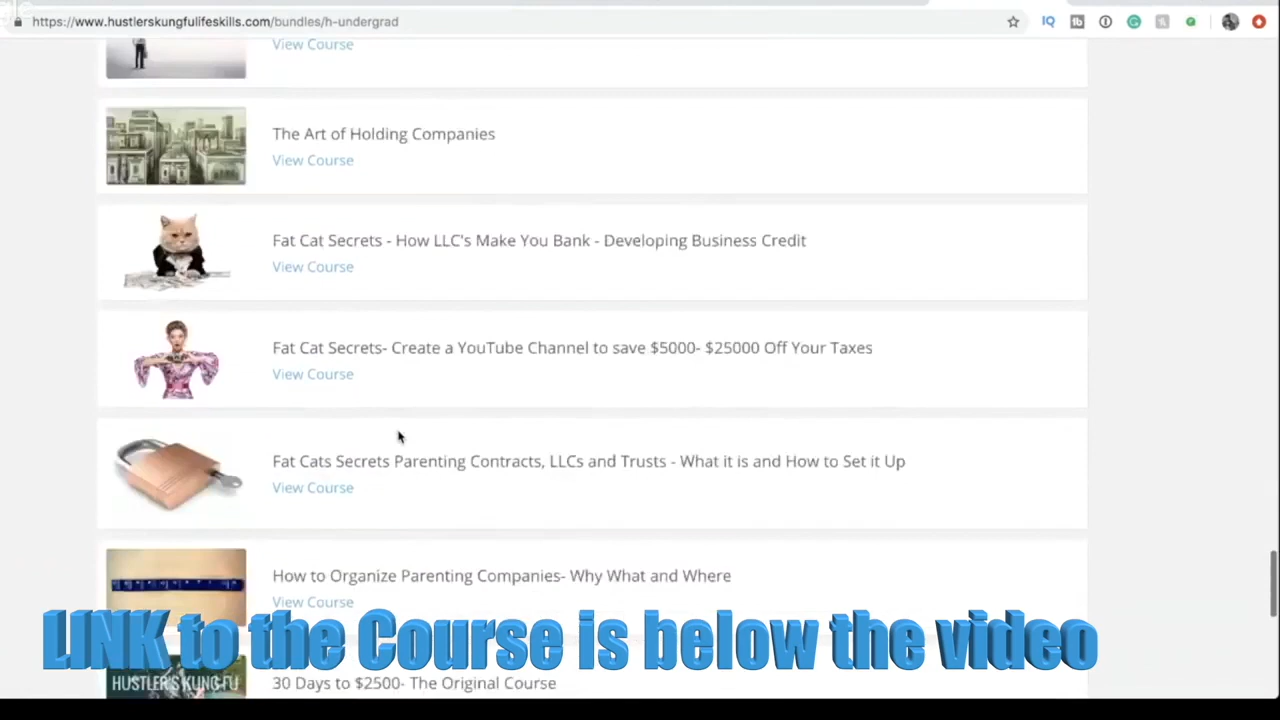 https://www.hustlerskungfulifeskills.com/bundles/h-undergrad
View Course
The Art of Holding Companies
View Course
Fat Cat Secrets - How LLC's Make You Bank - Developing Business Credit
View Course
Fat Cat Secrets- Create a YouTube Channel to save $5000- $25000 Off Your Taxes
View Course
Fat Cats Secrets Parenting Contracts, LLCs and Trusts - What it is and How to Set it Up
View Course
How to Organize Parenting Companies- Why What and Where
View Course
LINK to the Course is below the video
HUSTLER'S KUNG FU
30 Days to $2500- The Original Course